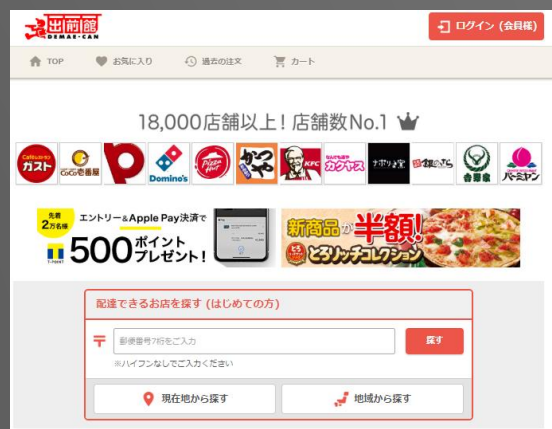 出前館
DEMAE-CAN
ログイン (会員様)
TOP
お気に入り
過去の注文
カート
18,000店舗以上!店舗数No.1
ガスト
CoCo壱番屋
Domino's
Pizza Hut
かつや
KFC
ガグヤス
ナポリの窯
銀のさら
吉野家
バーミヤン
先着
2万名様
エントリー&Apple Pay決済で
500ポイント
プレゼント!
T-POINT
新商品が半額!
とろリッチコレクション
配達できるお店を探す (はじめての方)
〒
郵便番号7桁をご入力
探す
※ハイフンなしでご入力ください
現在地から探す
地域から探す